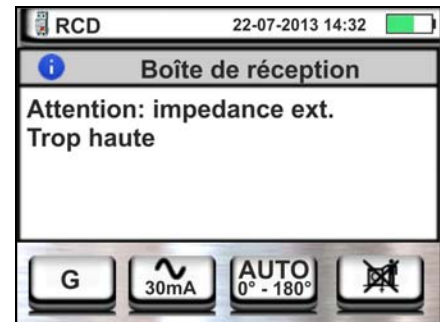 RCD 22-07-2013 14:32
Boîte de réception
Attention: impedance ext.
Trop haute
G
30mA
AUTO
0° - 180°